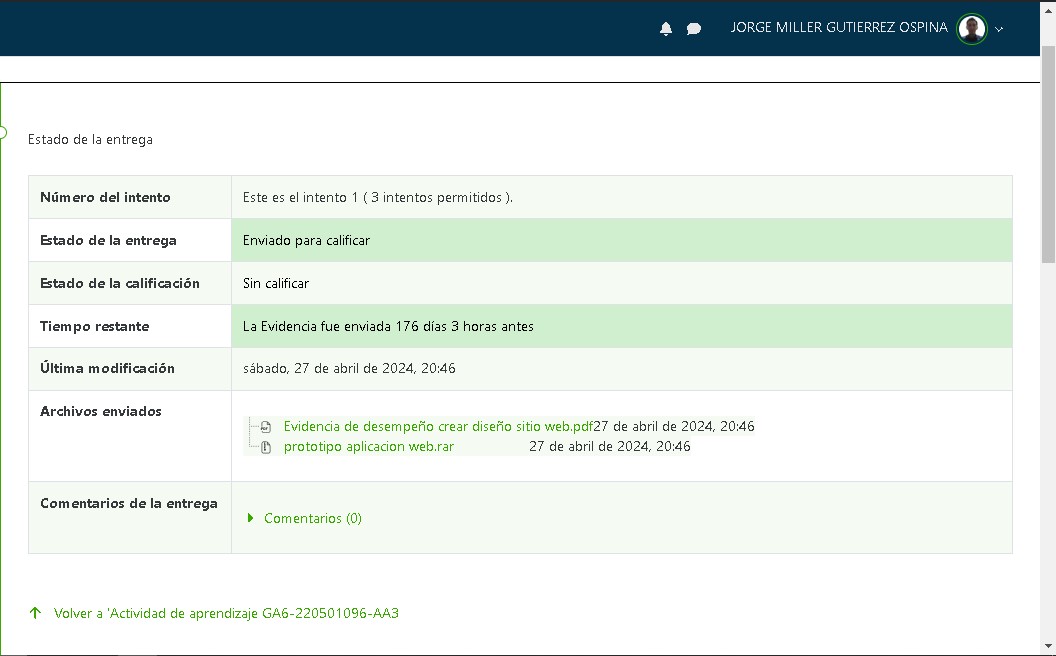 JORGE MILLER GUTIERREZ OSPINA
Estado de la entrega
Número del intento Este es el intento 1 ( 3 intentos permitidos ).
Estado de la entrega Enviado para calificar
Estado de la calificación Sin calificar
Tiempo restante La Evidencia fue enviada 176 días 3 horas antes
Última modificación sábado, 27 de abril de 2024, 20:46
Archivos enviados
Evidencia de desempeño crear diseño sitio web.pdf27 de abril de 2024, 20:46
prototipo aplicacion web.rar 27 de abril de 2024, 20:46
Comentarios de la entrega
Comentarios (0)
Volver a 'Actividad de aprendizaje GA6-220501096-AA3